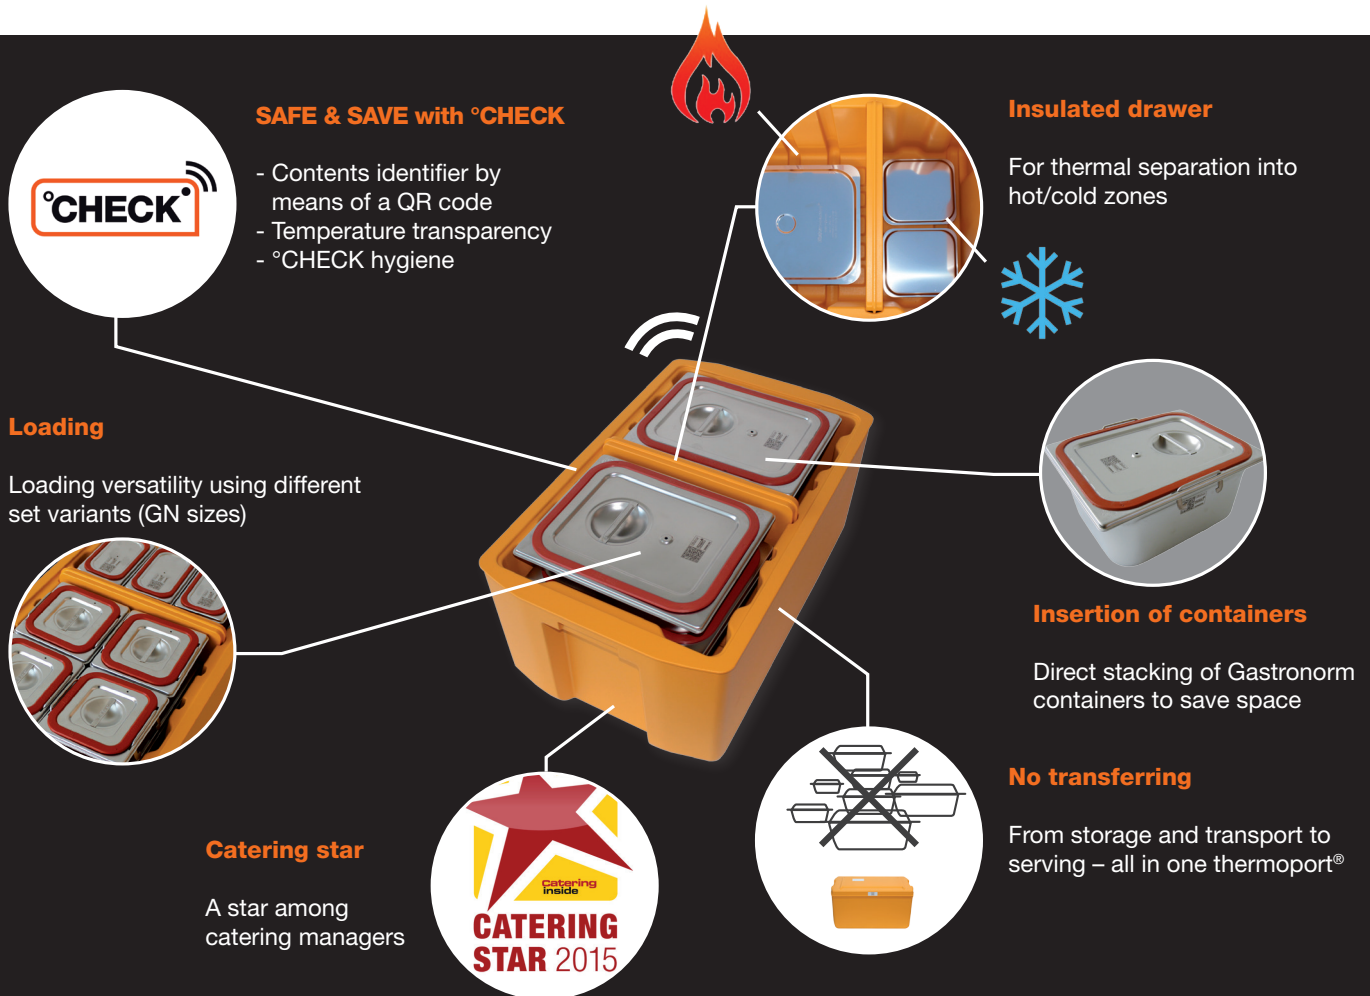 °CHECK
SAFE & SAVE with °CHECK
- Contents identifier by
means of a QR code
- Temperature transparency
- °CHECK hygiene
Insulated drawer
For thermal separation into
hot/cold zones
Loading
Loading versatility using different
set variants (GN sizes)
Insertion of containers
Direct stacking of Gastronorm
containers to save space
No transferring
From storage and transport to
serving – all in one thermoport®
Catering star
A star among
catering managers
Catering
inside
CATERING
STAR 2015